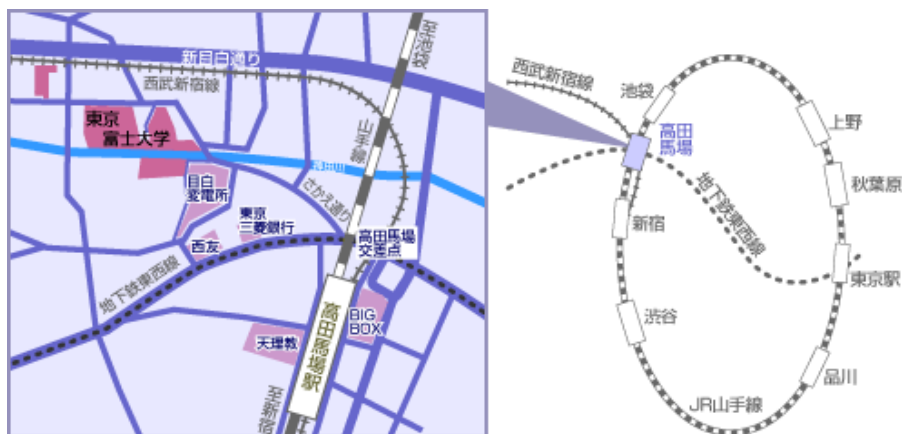 新目白通り
西武新宿線
至池袋
東京
富士大学
山手線
神田川
目白
変電所
さかえ通り
東京
三菱銀行
高田馬場
交差点
西友
地下鉄東西線
BIG
BOX
天理教
高田馬場駅
至新宿
西武新宿線
池袋
上野
高田
馬場
秋葉原
地下鉄東西線
新宿
東京駅
渋谷
品川
JR山手線